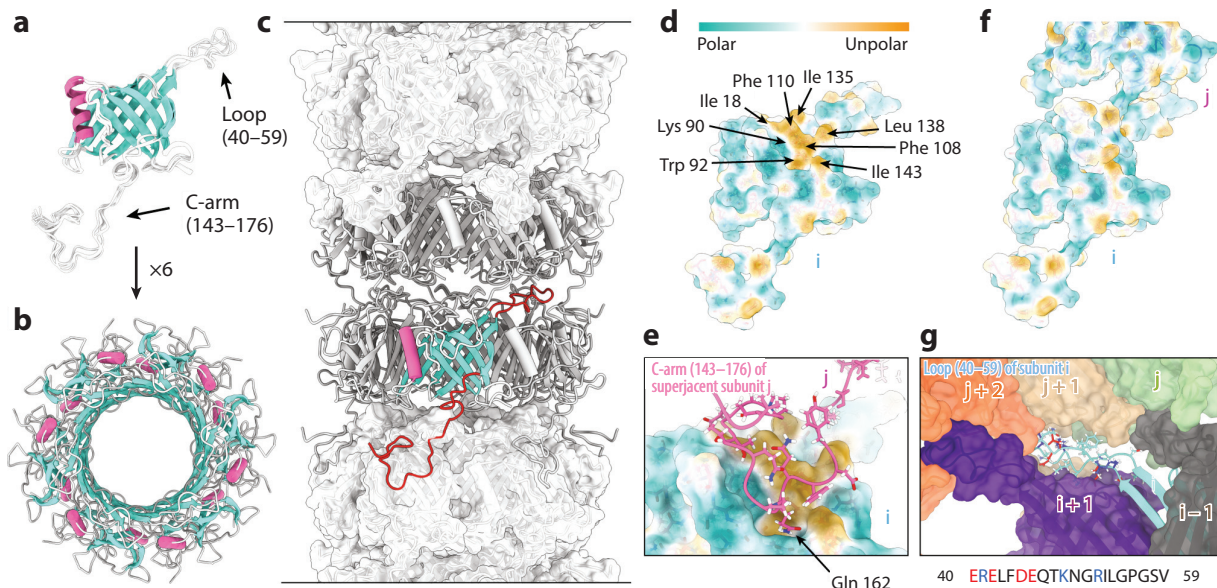 a
Loop
(40–59)
C-arm
(143–176)
×6
b
c
d
Polar
Unpolar
Phe 110
Ile 135
Ile 18
Lys 90
Leu 138
Phe 108
Trp 92
Ile 143
i
e
C-arm (143–176) of
superjacent subunit j
j
i
Gln 162
f
j
i
g
Loop (40–59) of subunit i
j + 2
j + 1
j
i
i + 1
i – 1
40 ERELFDEQTKNGRILGPGSV 59